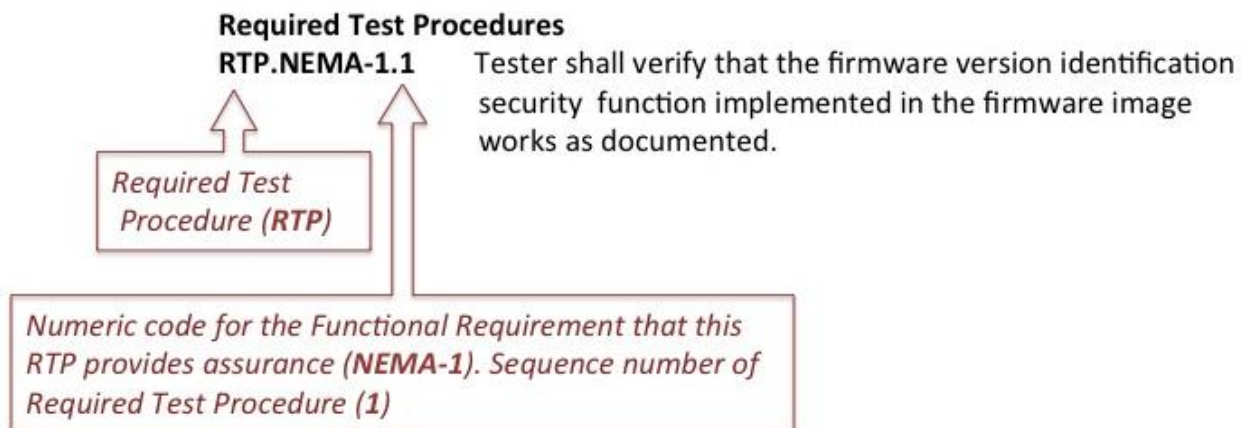 Required Test Procedures
RTP.NEMA-1.1 Tester shall verify that the firmware version identification
security function implemented in the firmware image
works as documented.
Required Test
Procedure (RTP)
Numeric code for the Functional Requirement that this
RTP provides assurance (NEMA-1). Sequence number of
Required Test Procedure (1)